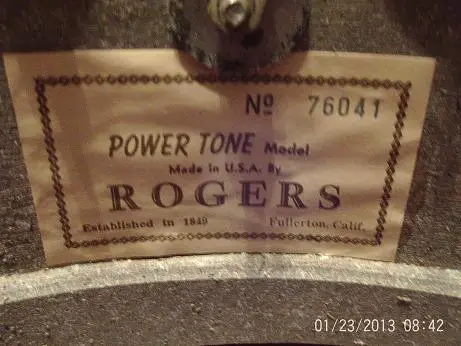 Nº 76041
POWER TONE Model
Made in U.S.A. By
ROGERS
Established in 1849 Fullerton, Calif.
01/23/2013 08:42